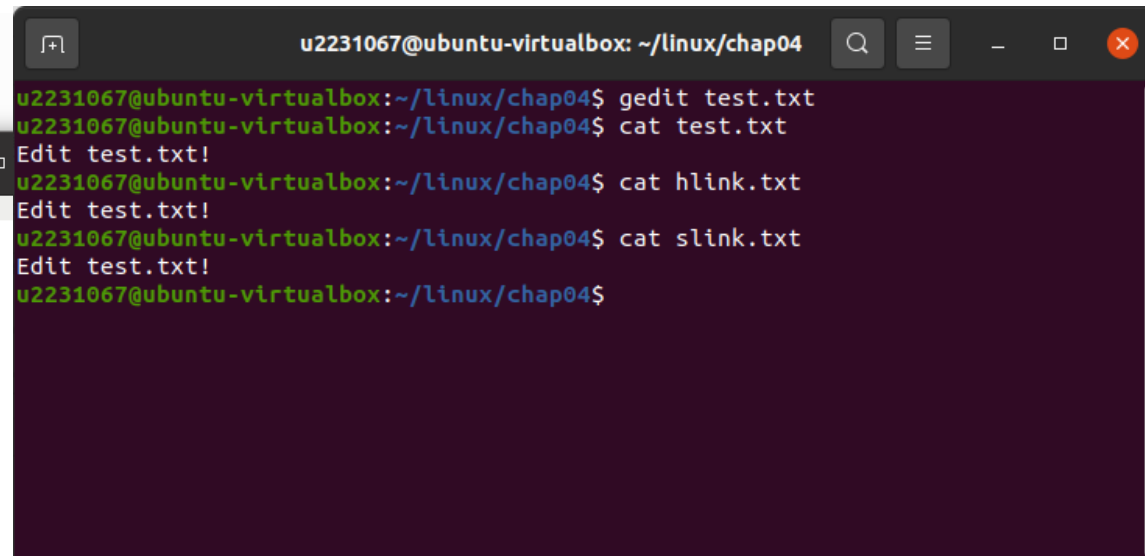 u2231067@ubuntu-virtualbox: ~/linux/chap04
u2231067@ubuntu-virtualbox:~/linux/chap04$ gedit test.txt
u2231067@ubuntu-virtualbox:~/linux/chap04$ cat test.txt
Edit test.txt!
u2231067@ubuntu-virtualbox:~/linux/chap04$ cat hlink.txt
Edit test.txt!
u2231067@ubuntu-virtualbox:~/linux/chap04$ cat slink.txt
Edit test.txt!
u2231067@ubuntu-virtualbox:~/linux/chap04$